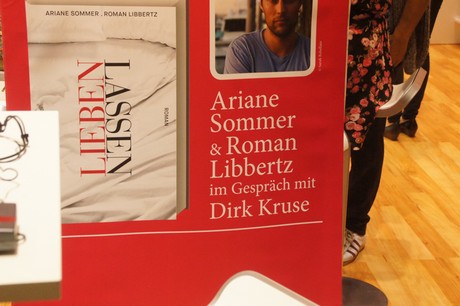 ARIANE SOMMER . ROMAN LIBBERTZ
LIEBEN
LASSEN
ROMAN
Ariane
Sommer
& Roman
Libbertz
im Gespräch mit
Dirk Kruse